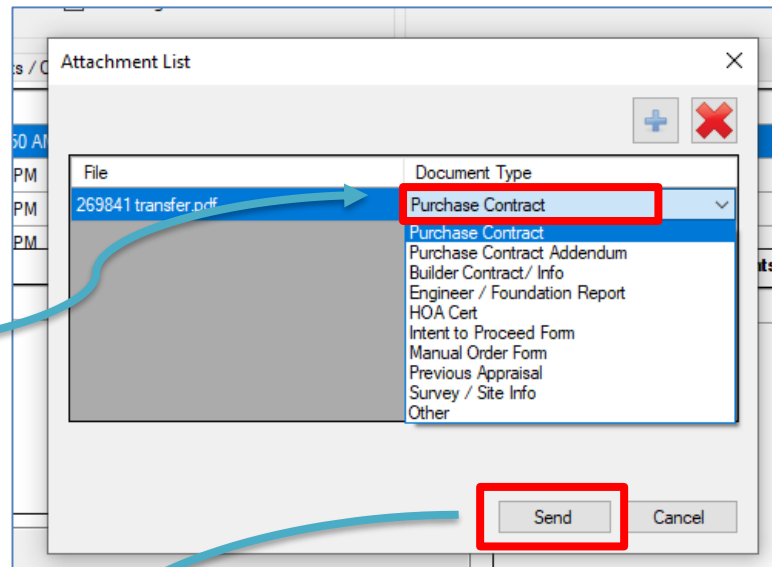 Attachment List
50 AM
PM
PM
PM
File Document Type
269841 transfer.pdf Purchase Contract
Purchase Contract
Purchase Contract Addendum
Builder Contract/ Info
Engineer / Foundation Report
HOA Cert
Intent to Proceed Form
Manual Order Form
Previous Appraisal
Survey / Site Info
Other
Send Cancel